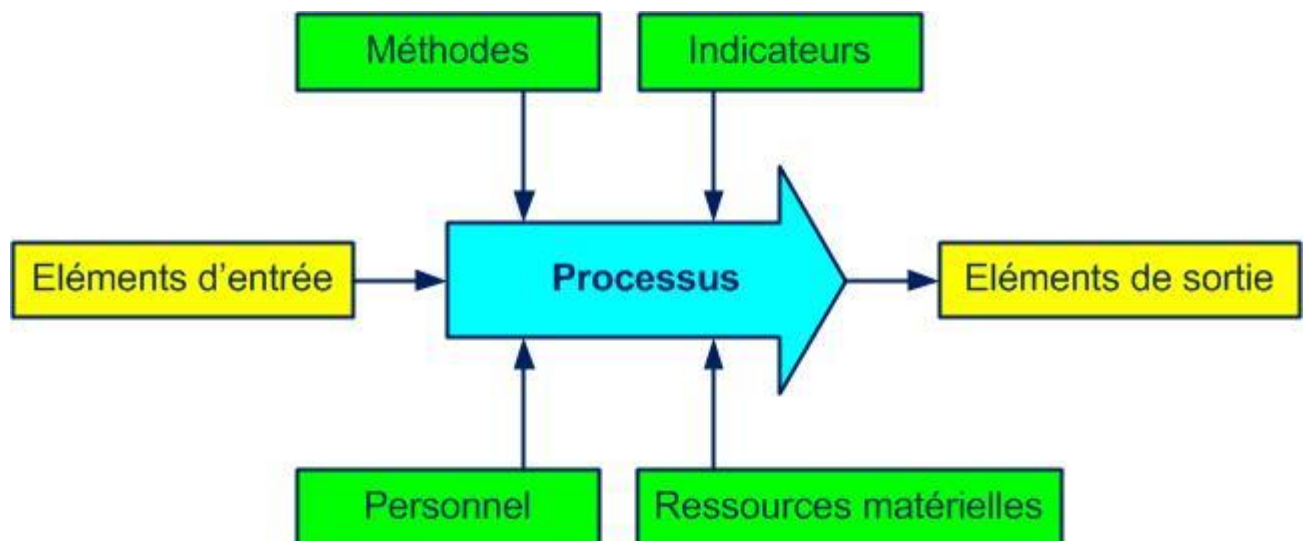 Méthodes
Indicateurs
Eléments d’entrée
Processus
Eléments de sortie
Personnel
Ressources matérielles